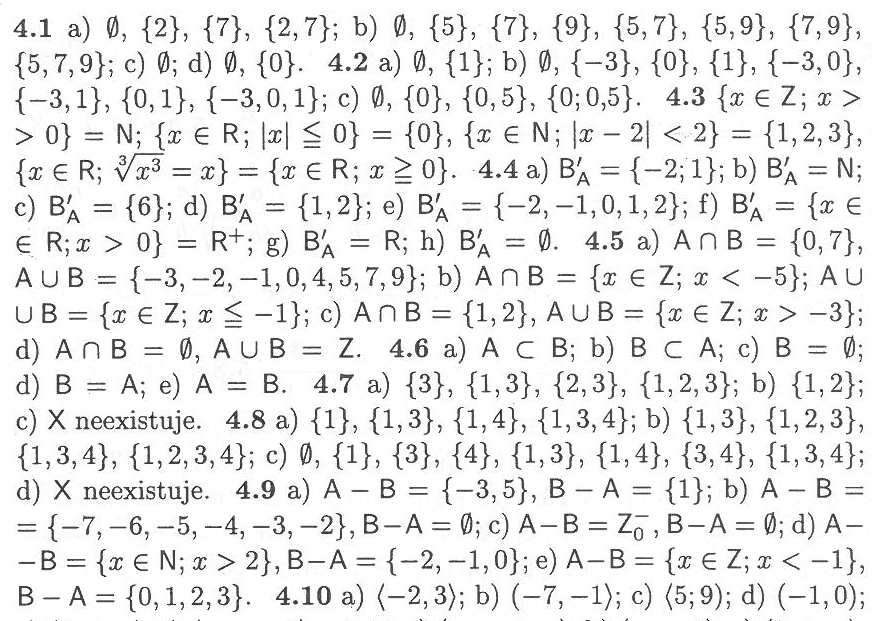 4.1 a) ∅, {2}, {7}, {2,7}; b) ∅, {5}, {7}, {9}, {5,7}, {5,9}, {7,9},
{5,7,9}; c) ∅; d) ∅, {0}. 4.2 a) ∅, {1}; b) ∅, {−3}, {0}, {1}, {−3,0},
{−3,1}, {0,1}, {−3,0,1}; c) ∅, {0}, {0,5}, {0;0,5}. 4.3 {x ∈ Z; x >
> 0} = N; {x ∈ R; |x| ≦ 0} = {0}, {x ∈ N; |x − 2| < 2} = {1,2,3},
{x ∈ R; ∛x³ = x} = {x ∈ R; x ≧ 0}. 4.4 a) B′A = {−2;1}; b) B′A = N;
c) B′A = {6}; d) B′A = {1,2}; e) B′A = {−2,−1,0,1,2}; f) B′A = {x ∈
∈ R; x > 0} = R⁺; g) B′A = R; h) B′A = ∅. 4.5 a) A ∩ B = {0,7},
A ∪ B = {−3,−2,−1,0,4,5,7,9}; b) A ∩ B = {x ∈ Z; x < −5}; A ∪
∪ B = {x ∈ Z; x ≦ −1}; c) A ∩ B = {1,2}, A ∪ B = {x ∈ Z; x > −3};
d) A ∩ B = ∅, A ∪ B = Z. 4.6 a) A ⊂ B; b) B ⊂ A; c) B = ∅;
d) B = A; e) A = B. 4.7 a) {3}, {1,3}, {2,3}, {1,2,3}; b) {1,2};
c) X neexistuje. 4.8 a) {1}, {1,3}, {1,4}, {1,3,4}; b) {1,3}, {1,2,3},
{1,3,4}, {1,2,3,4}; c) ∅, {1}, {3}, {4}, {1,3}, {1,4}, {3,4}, {1,3,4};
d) X neexistuje. 4.9 a) A − B = {−3,5}, B − A = {1}; b) A − B =
= {−7,−6,−5,−4,−3,−2}, B−A = ∅; c) A−B = Z₀⁻, B−A = ∅; d) A−
−B = {x ∈ N; x > 2}, B−A = {−2,−1,0}; e) A−B = {x ∈ Z; x < −1},
B − A = {0,1,2,3}. 4.10 a) ⟨−2,3⟩; b) (−7,−1⟩; c) ⟨5;9); d) (−1,0);